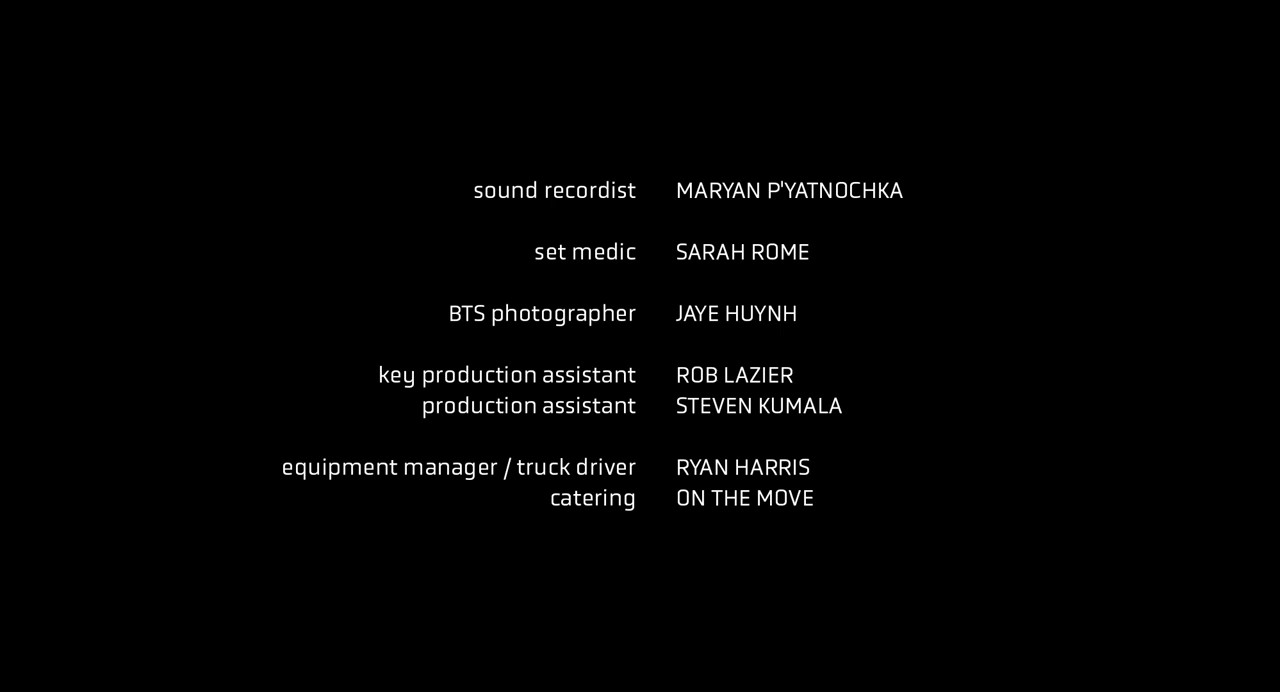 sound recordist MARYAN P'YATNOCHKA
set medic SARAH ROME
BTS photographer JAYE HUYNH
key production assistant ROB LAZIER
production assistant STEVEN KUMALA
equipment manager / truck driver RYAN HARRIS
catering ON THE MOVE